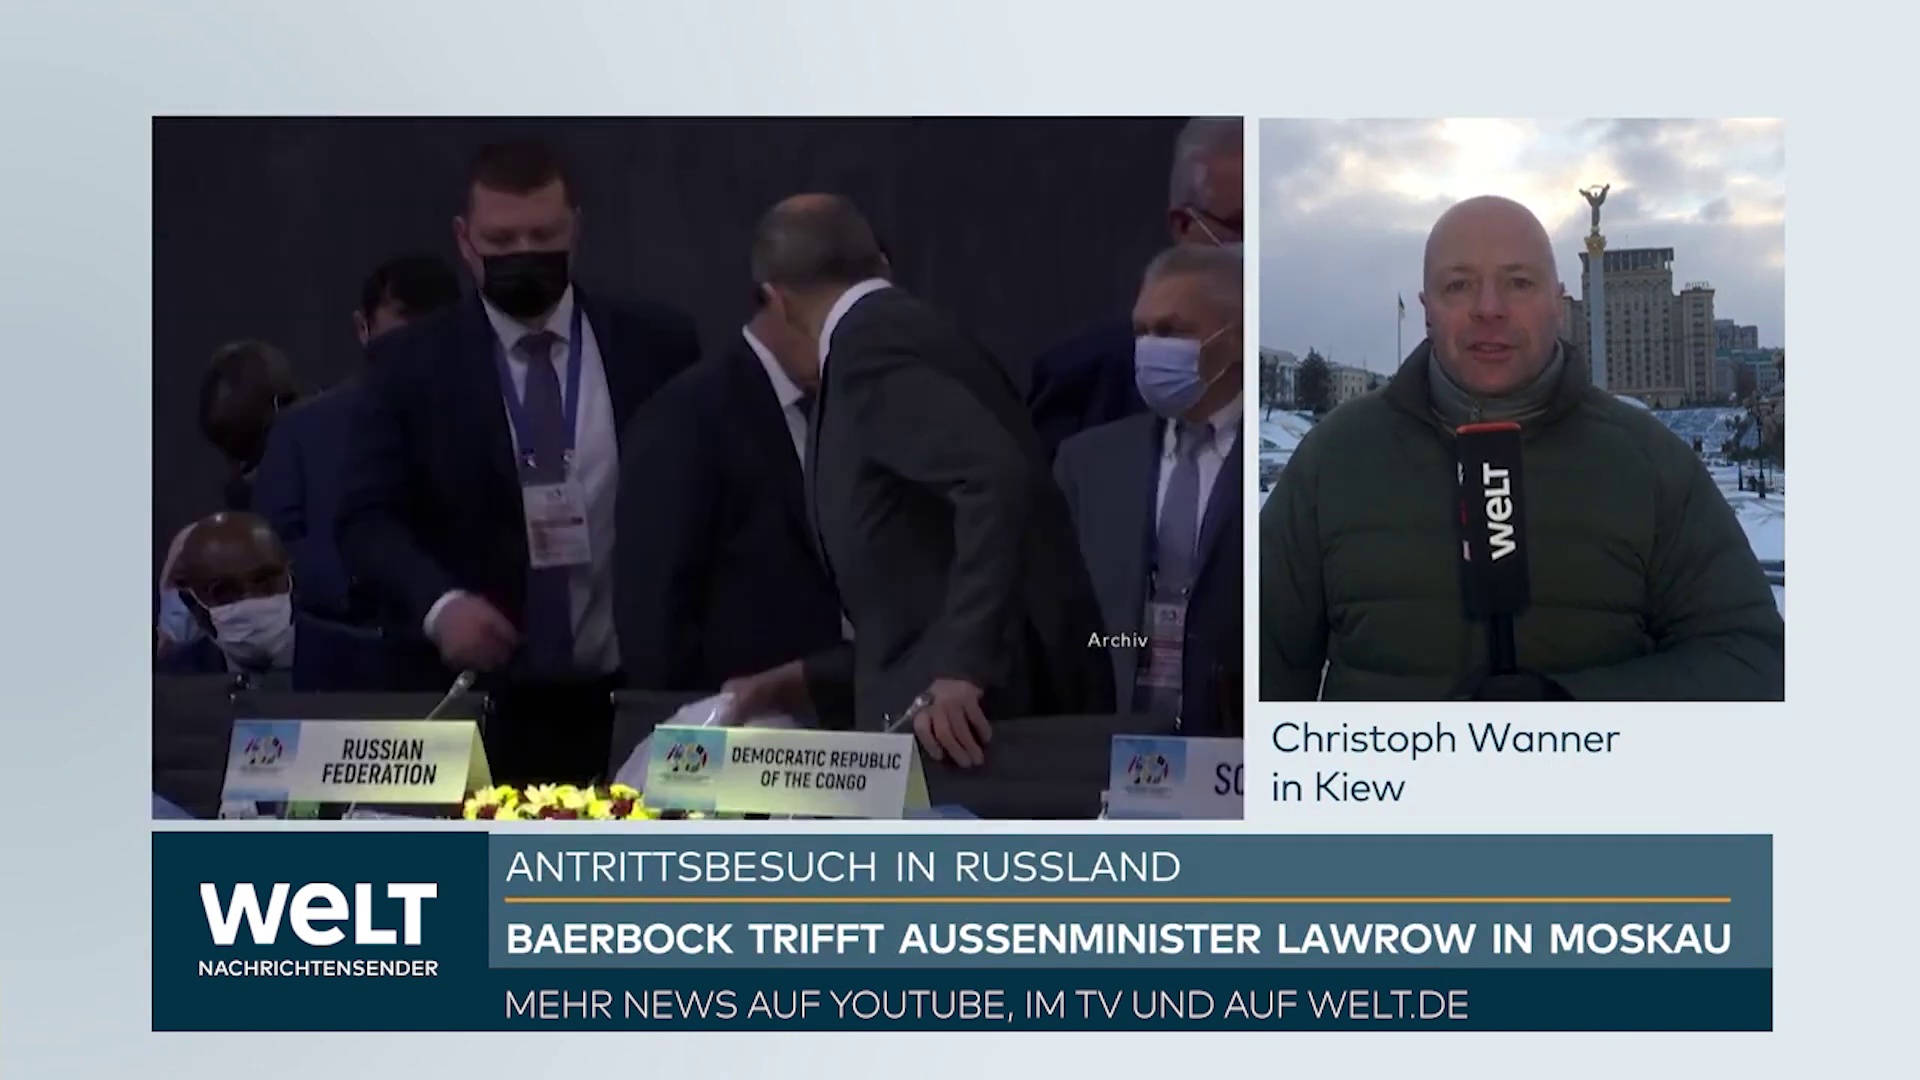 HOTEL
WELT
Archiv
RUSSIAN
FEDERATION
DEMOCRATIC REPUBLIC
OF THE CONGO
Christoph Wanner
in Kiew
WELT
NACHRICHTENSENDER
ANTRITTSBESUCH IN RUSSLAND
BAERBOCK TRIFFT AUSSENMINISTER LAWROW IN MOSKAU
MEHR NEWS AUF YOUTUBE, IM TV UND AUF WELT.DE